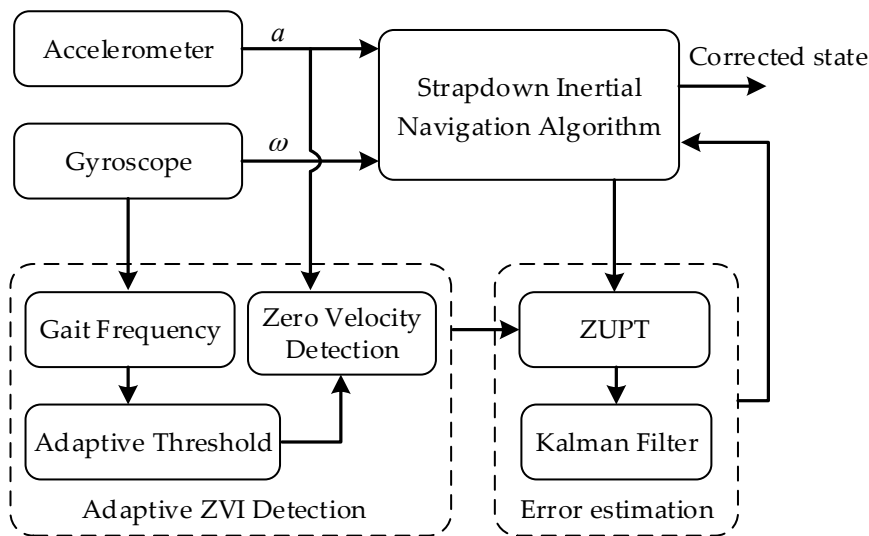 Accelerometer
a
Strapdown Inertial
Navigation Algorithm
Corrected state
Gyroscope
ω
Gait Frequency
Zero Velocity
Detection
ZUPT
Adaptive Threshold
Kalman Filter
Adaptive ZVI Detection
Error estimation